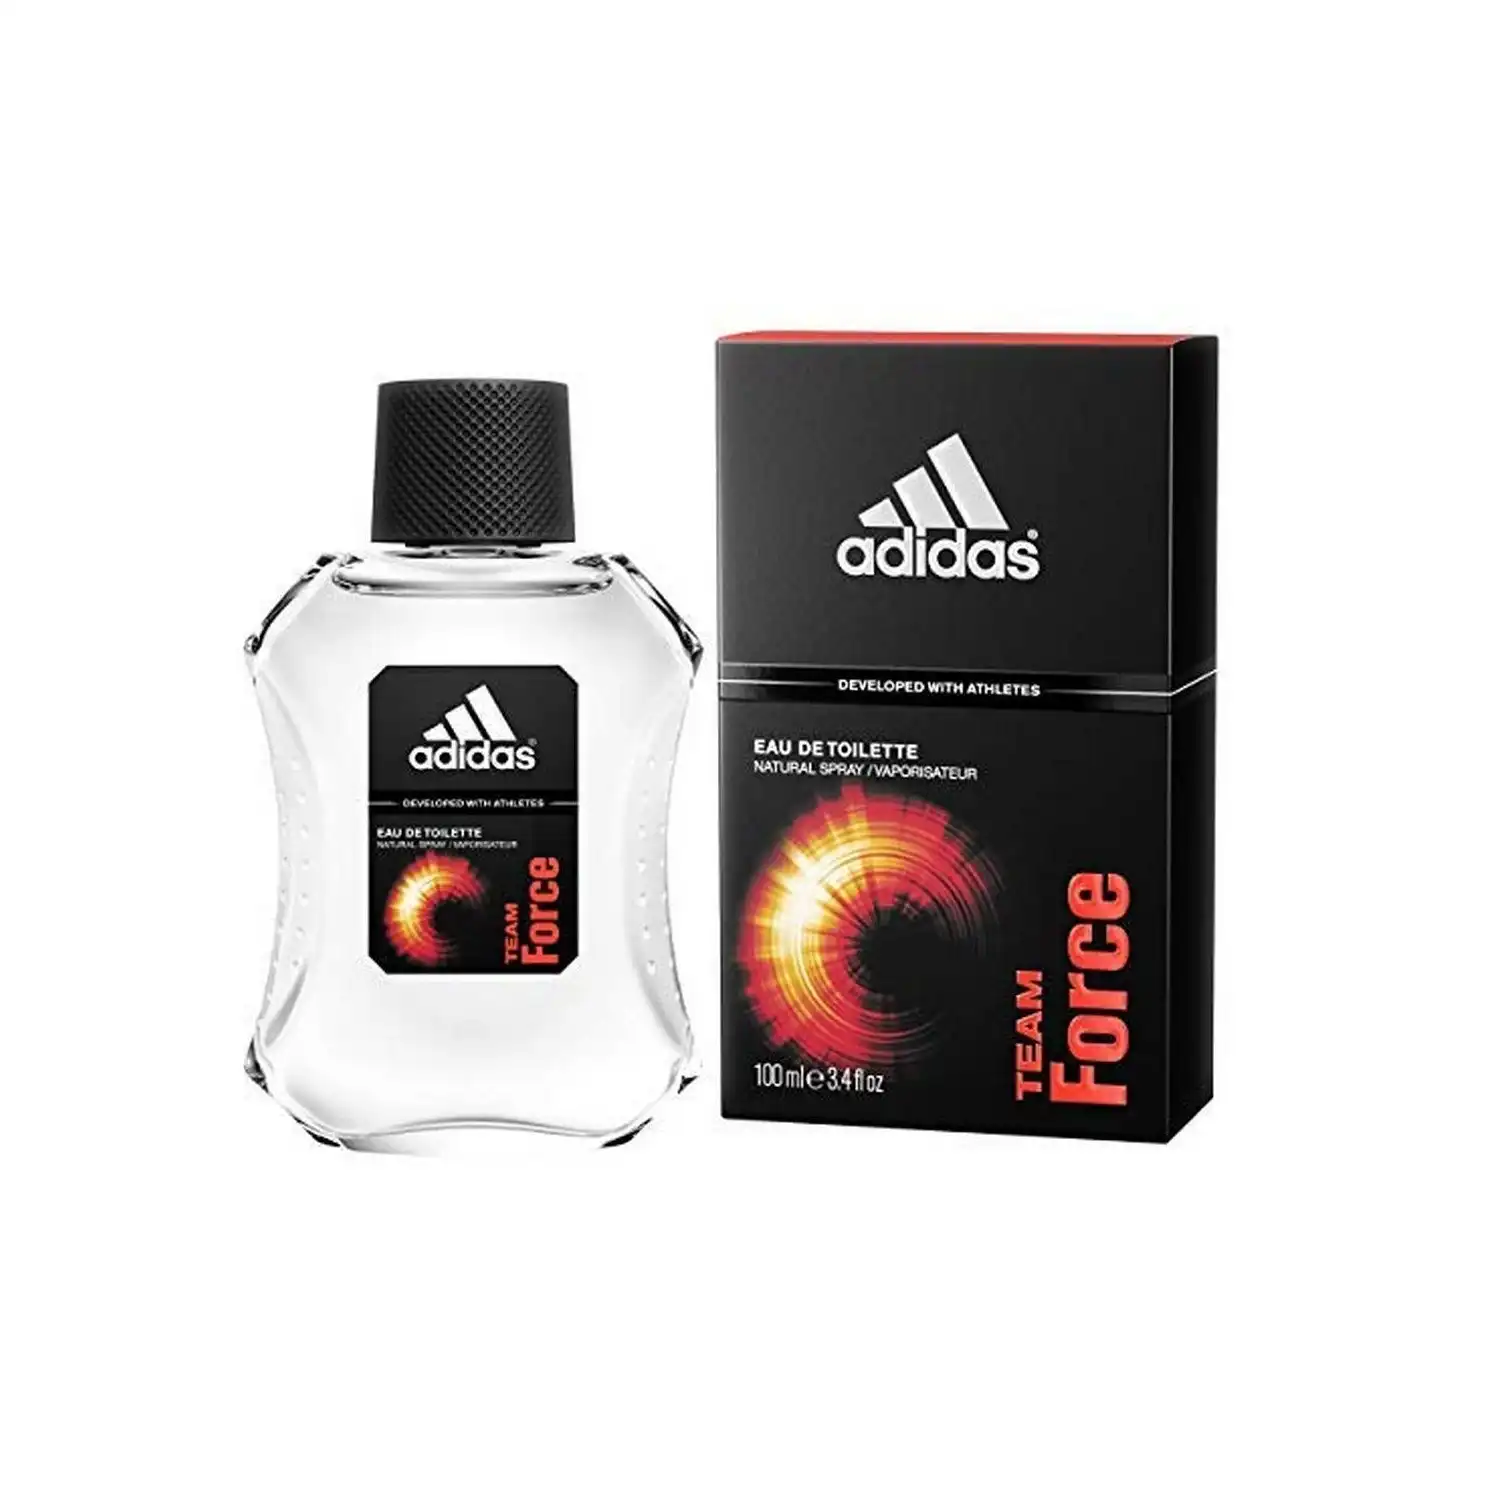 adidas®
DEVELOPED WITH ATHLETES
EAU DE TOILETTE
NATURAL SPRAY / VAPORISATEUR
TEAM
Force
adidas®
DEVELOPED WITH ATHLETES
EAU DE TOILETTE
NATURAL SPRAY / VAPORISATEUR
TEAM
Force
100 ml e 3.4 fl oz